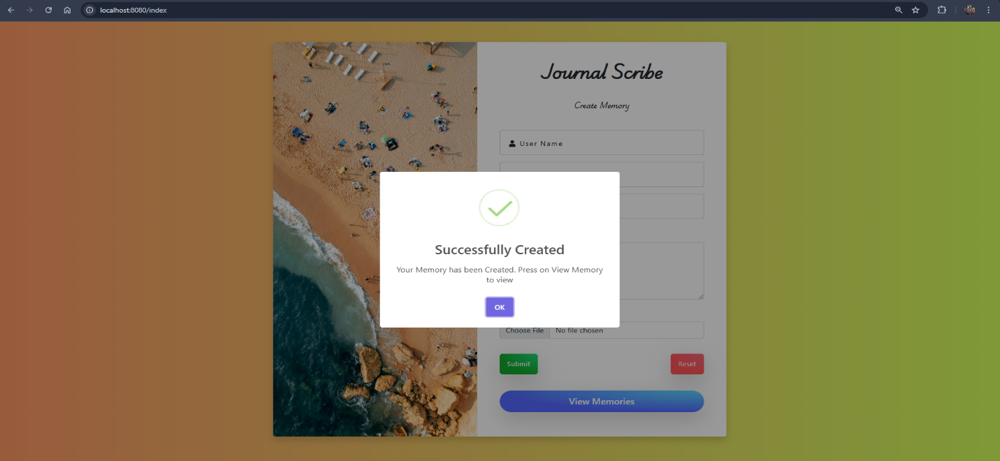 localhost:8080/index
Journal Scribe
Create Memory
User Name
Successfully Created
Your Memory has been Created. Press on View Memory
to view
OK
Choose File No file chosen
Submit
Reset
View Memories